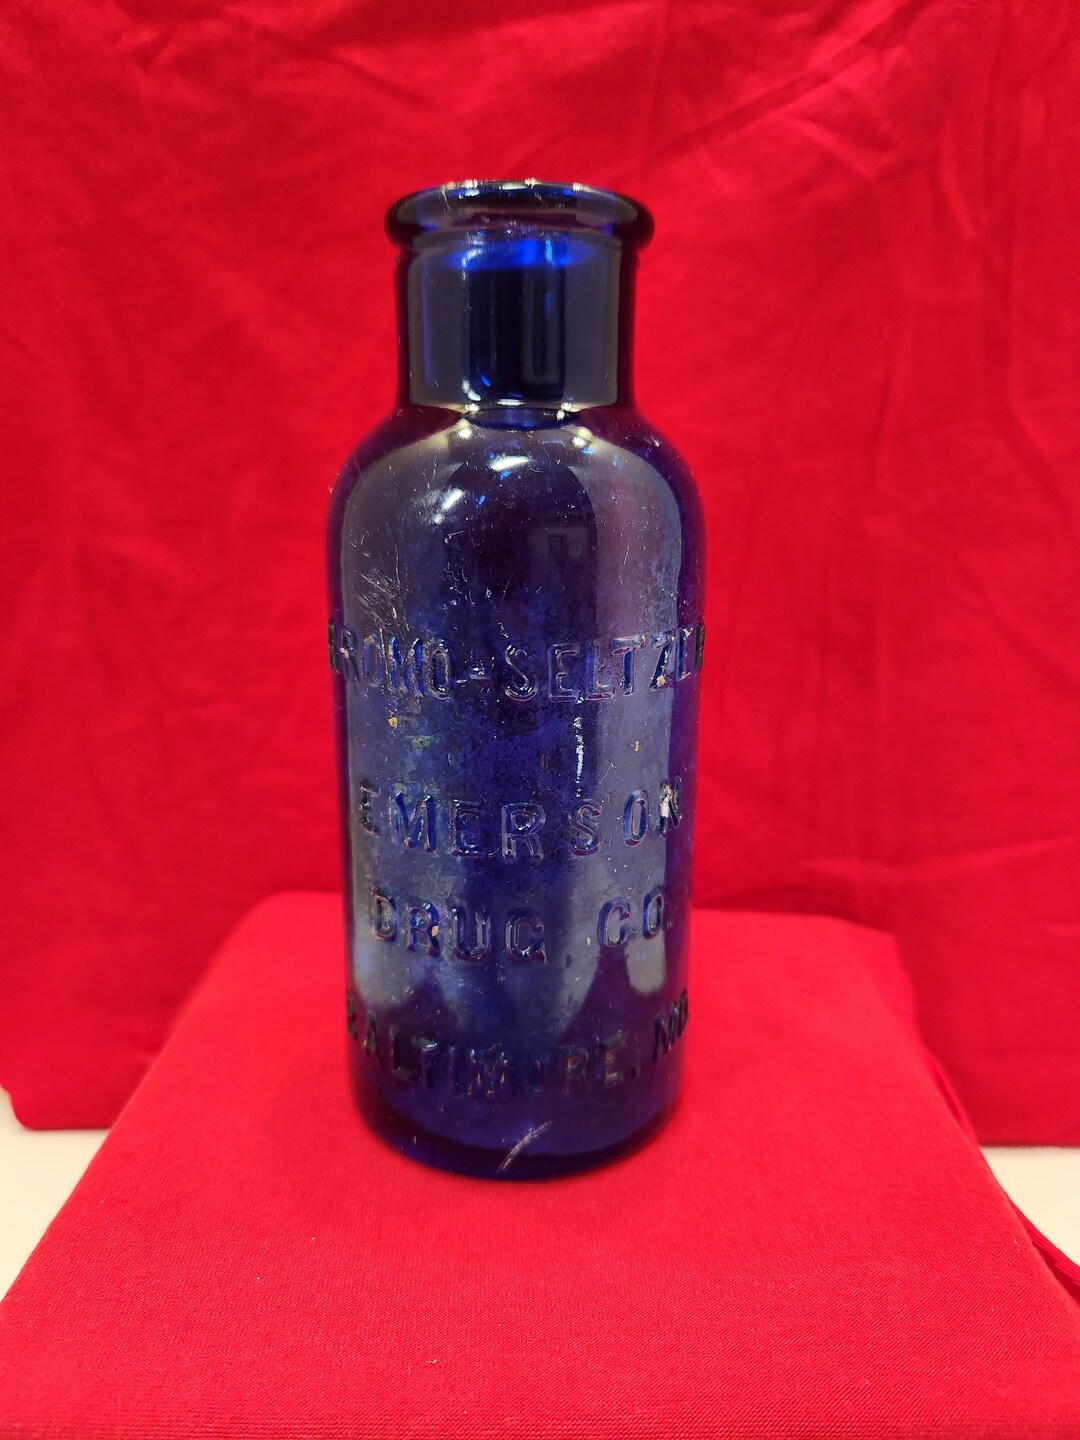 BROMO-SELTZER
EMERSON
DRUG CO.
BALTIMORE, MD.